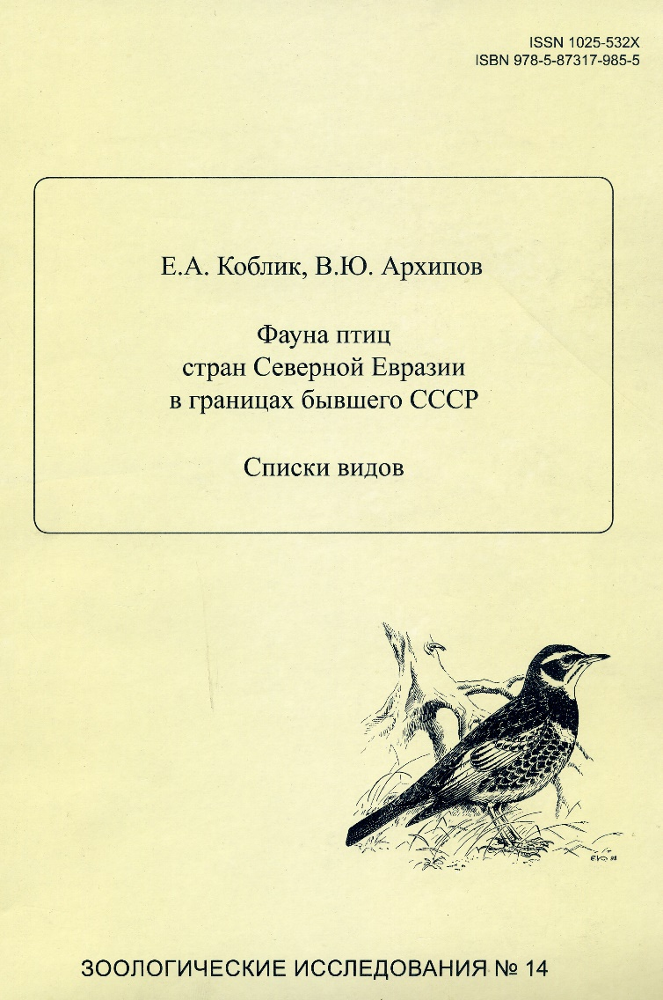 ISSN 1025-532X
ISBN 978-5-87317-985-5
Е.А. Коблик, В.Ю. Архипов
Фауна птиц
стран Северной Евразии
в границах бывшего СССР
Списки видов
ЗООЛОГИЧЕСКИЕ ИССЛЕДОВАНИЯ № 14